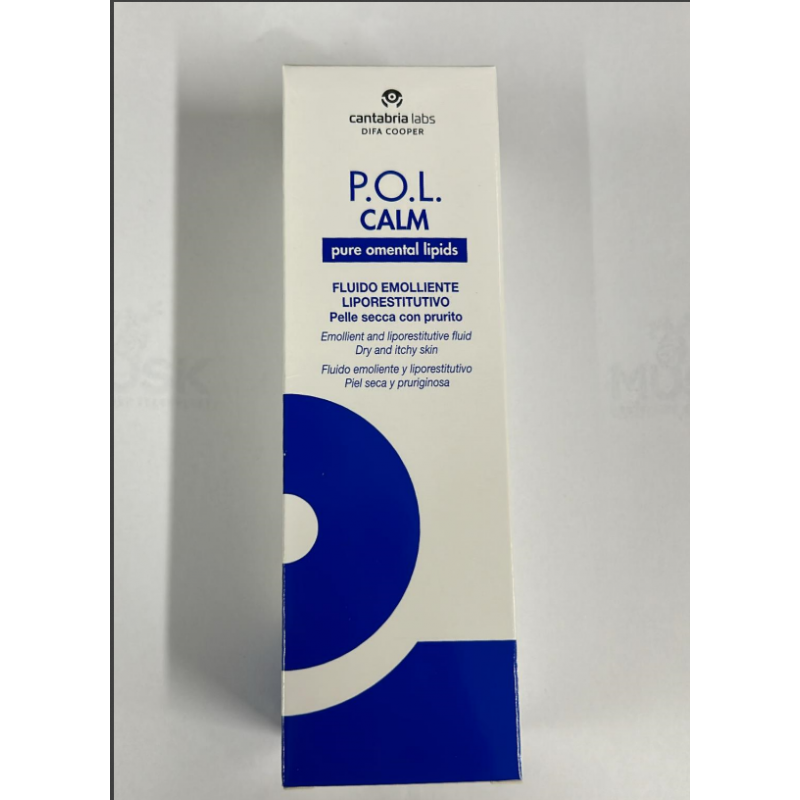 cantabria labs
DIFA COOPER
P.O.L.
CALM
pure omental lipids
FLUIDO EMOLLIENTE
LIPORESTITUTIVO
Pelle secca con prurito
Emollient and liporestitutive fluid
Dry and itchy skin
Fluido emoliente y liporestitutivo
Piel seca y pruriginosa